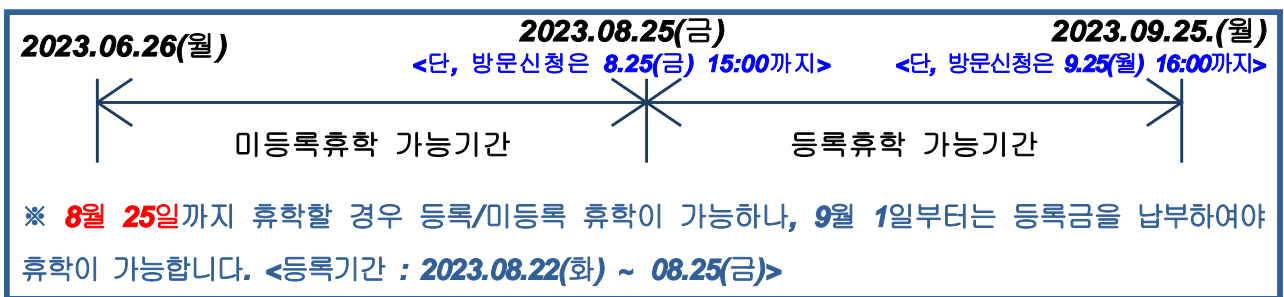 2023.06.26(월)
2023.08.25(금)
<단, 방문신청은 8.25(금) 15:00까지>
2023.09.25.(월)
<단, 방문신청은 9.25(월) 16:00까지>
미등록휴학 가능기간
등록휴학 가능기간
※ 8월 25일까지 휴학할 경우 등록/미등록 휴학이 가능하나, 9월 1일부터는 등록금을 납부하여야
휴학이 가능합니다. <등록기간 : 2023.08.22(화) ~ 08.25(금)>